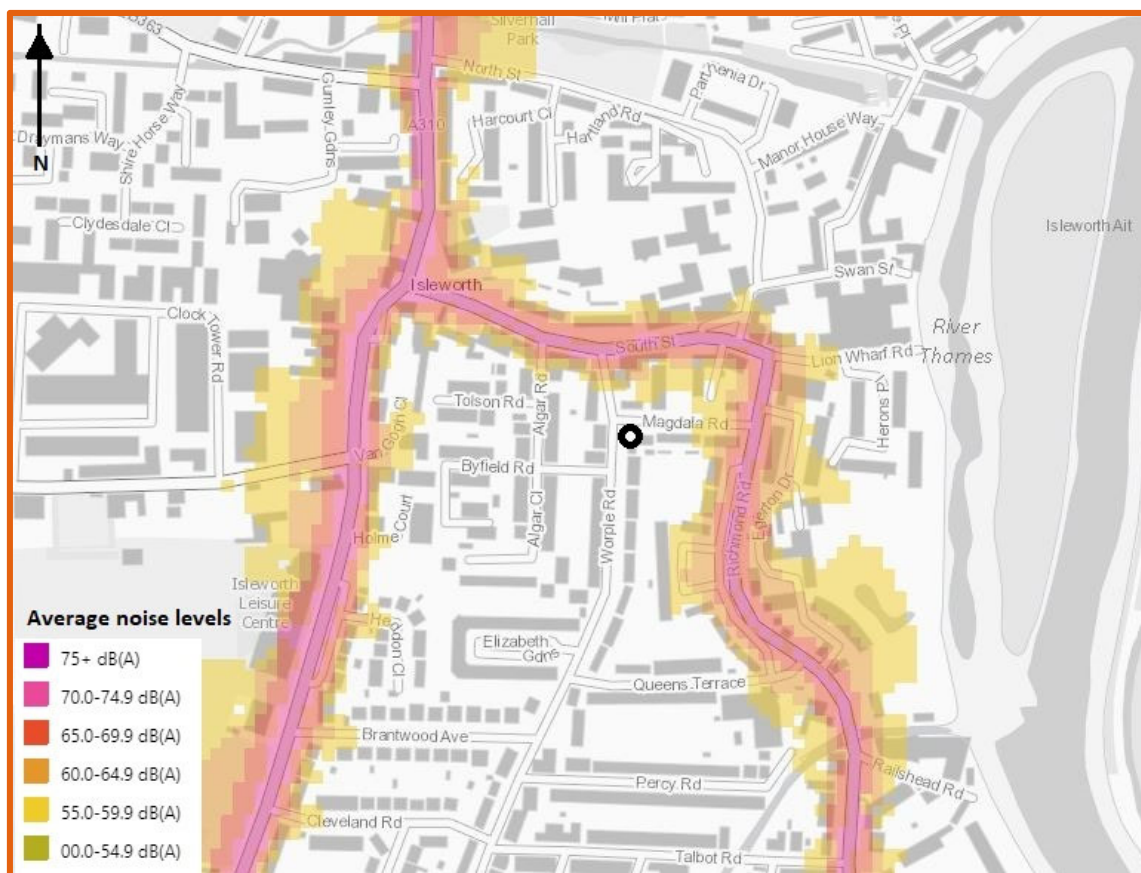 Silverhall
Park
Mill Plat
B363
North St
Gumley Gdns
Shire Horse Way
Draymans Way
N
A310
Harcourt Cl
Hartland Rd
Parthenia Dr
Manor House Way
Clydesdale Cl
Isleworth Ait
Swan St
Isleworth
Clock Tower Rd
River
Thames
South St
Lion Wharf Rd
Herons Pl
Tolson Rd
Algar Rd
Magdala Rd
Van Gogh Cl
Byfield Rd
Algar Cl
Worple Rd
Richmond Rd
Egerton Dr
Holme Court
Isleworth
Leisure
Centre
Average noise levels
75+ dB(A)
70.0-74.9 dB(A)
65.0-69.9 dB(A)
60.0-64.9 dB(A)
55.0-59.9 dB(A)
00.0-54.9 dB(A)
Elizabeth
Gdns
Queens Terrace
Brantwood Ave
Percy Rd
Railshead Rd
Cleveland Rd
Talbot Rd